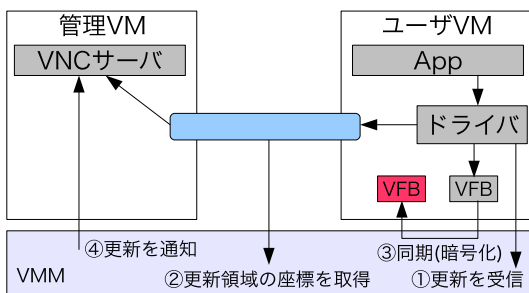 管理VM
ユーザVM
VNCサーバ
App
ドライバ
VFB
VFB
④更新を通知
③同期(暗号化)
VMM
②更新領域の座標を取得
①更新を受信